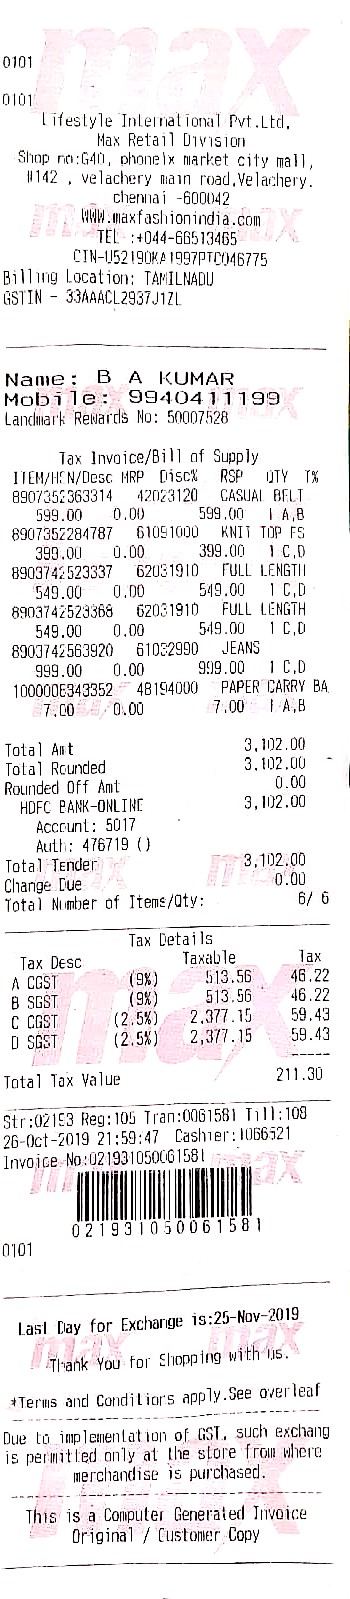 max
0101
0101
Lifestyle International Pvt.Ltd,
Max Retail Division
Shop no:G40, phoneix market city mall,
#142 , velachery main road,Velachery.
chennai -600042
WWW.maxfashionindia.com
TEL :+044-66513465
CIN-U52190KA1997PTC046775
Billing Location: TAMILNADU
GSTIN - 33AAACL2937J1ZL
Name: B A KUMAR
Mobile: 9940411199
Landmark Rewards No: 50007528
Tax Invoice/Bill of Supply
ITEM/HSN/Desc MRP Disc% RSP QTY T%
8907352363314 42023120 CASUAL BELT
599.00 0.00 599.00 1 A,B
8907352284787 61091000 KNIT TOP FS
399.00 0.00 399.00 1 C,D
8903742523337 62031910 FULL LENGTH
549.00 0.00 549.00 1 C,D
8903742523368 62031910 FULL LENGTH
549.00 0.00 549.00 1 C,D
8903742563920 61032990 JEANS
999.00 0.00 999.00 1 C,D
1000006343352 48194000 PAPER CARRY BA
7.00 0.00 7.00 1 A,B
Total Amt 3,102.00
Total Rounded 3,102.00
Rounded Off Amt 0.00
HDFC BANK-ONLINE 3,102.00
Account: 5017
Auth: 476719 ()
Total Tender 3,102.00
Change Due 0.00
Total Number of Items/Qty: 6/ 6
Tax Details
Tax Desc Taxable Tax
A CGST (9%) 513.56 46.22
B SGST (9%) 513.56 46.22
C CGST (2.5%) 2,377.15 59.43
D SGST (2.5%) 2,377.15 59.43
Total Tax Value 211.30
Str:02193 Reg:105 Tran:0061581 Till:109
26-Oct-2019 21:59:47 Cashier:1066521
Invoice No:021931050061581
021931050061581
0101
Last Day for Exchange is:25-Nov-2019
Thank You for Shopping with us.
*Terms and Conditions apply.See overleaf
Due to implementation of GST, such exchang
is permitted only at the store from where
merchandise is purchased.
This is a Computer Generated Invoice
Original / Customer Copy